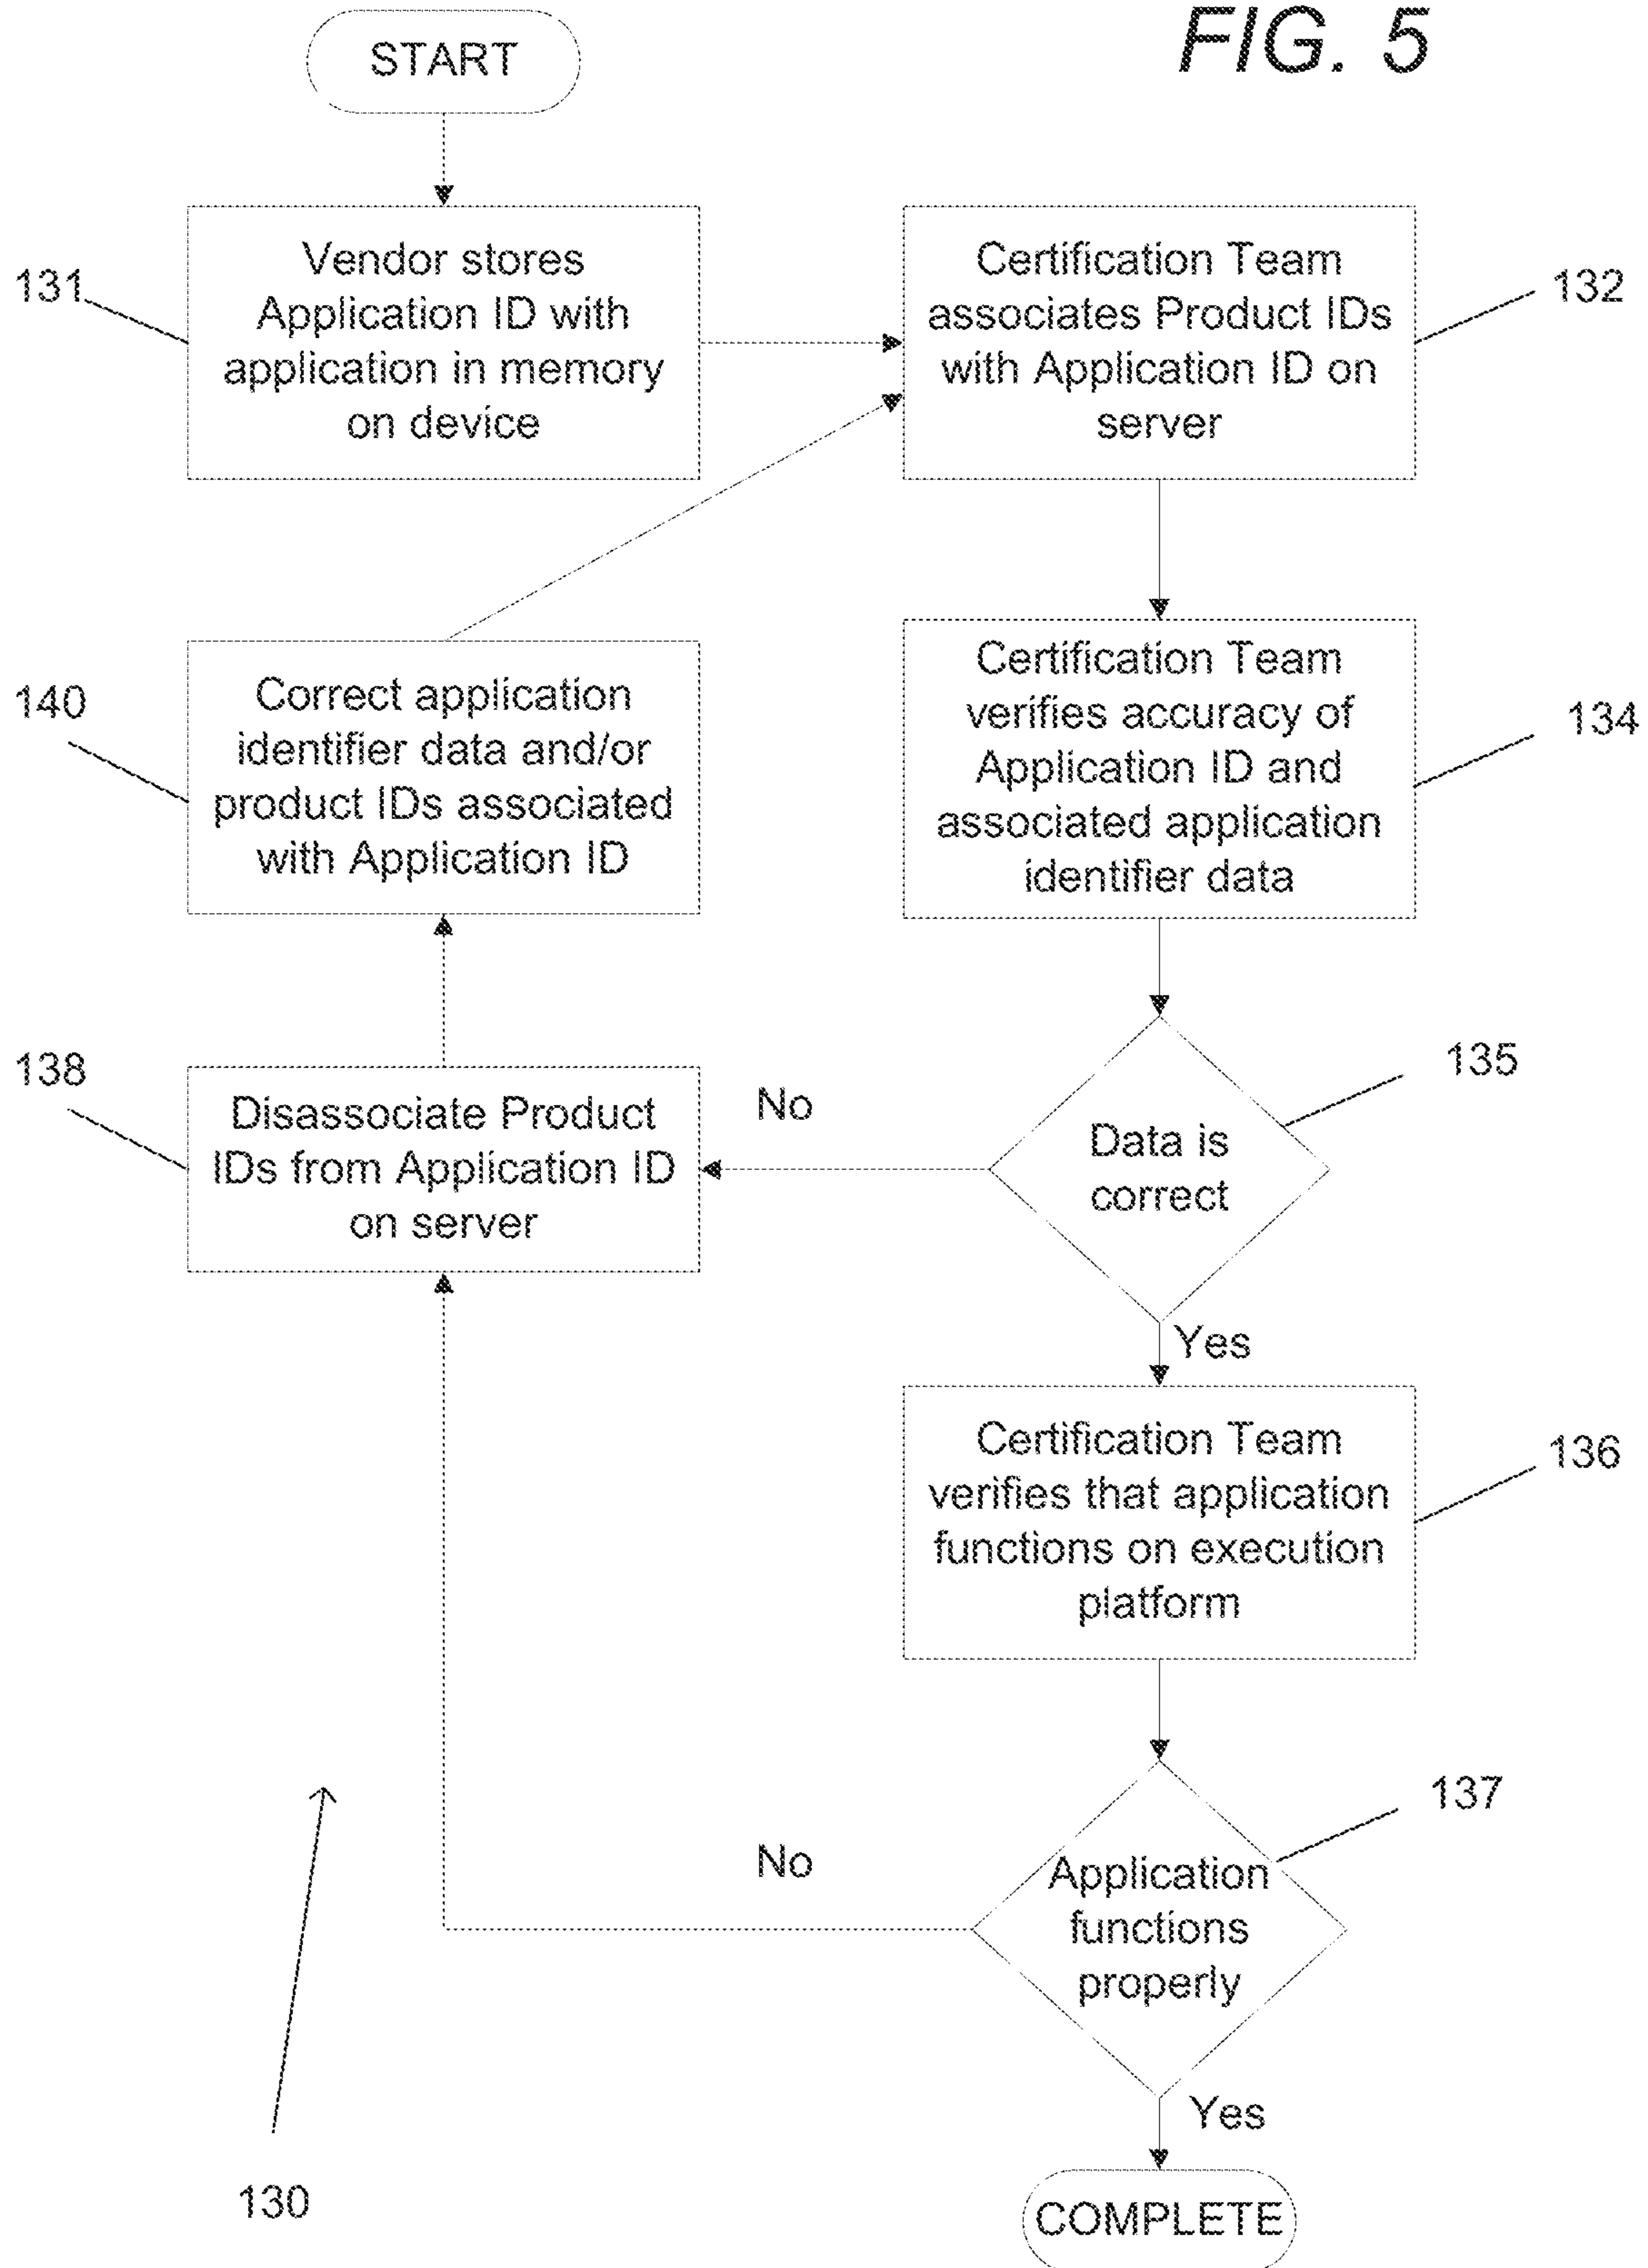 FIG. 5
START
131
Vendor stores
Application ID with
application in memory
on device
Certification Team
associates Product IDs
with Application ID on
server
132
140
Correct application
identifier data and/or
product IDs associated
with Application ID
Certification Team
verifies accuracy of
Application ID and
associated application
identifier data
134
138
Disassociate Product
IDs from Application ID
on server
No
Data is
correct
135
Yes
Certification Team
verifies that application
functions on execution
platform
136
No
Application
functions
properly
137
Yes
130
COMPLETE